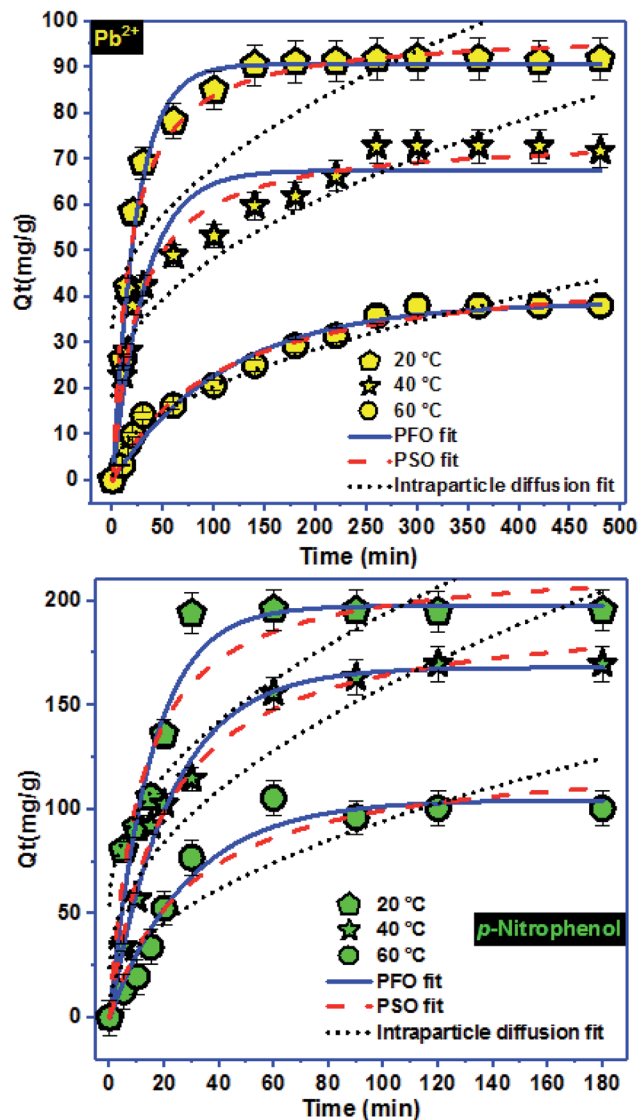 Pb2+
100
90
80
70
60
50
40
30
20
10
0
Qt(mg/g)
20 °C
40 °C
60 °C
PFO fit
PSO fit
Intraparticle diffusion fit
0 50 100 150 200 250 300 350 400 450 500
Time (min)
200
150
100
50
0
Qt(mg/g)
20 °C
40 °C
60 °C
p-Nitrophenol
PFO fit
PSO fit
Intraparticle diffusion fit
0 20 40 60 80 100 120 140 160 180
Time (min)